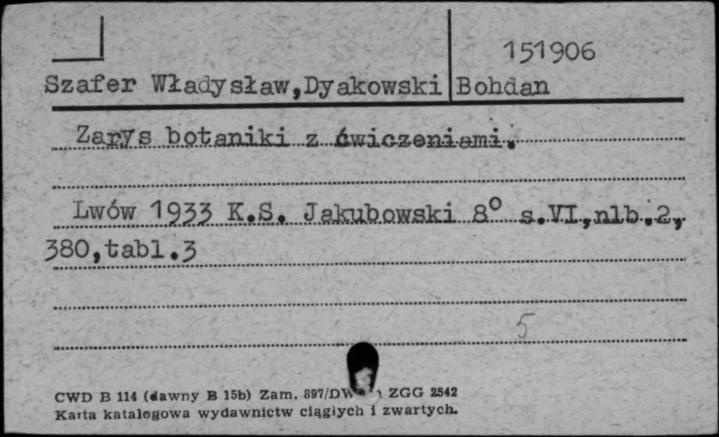 151906
Szafer Władysław,Dyakowski Bohdan
Zarys botaniki z ćwiczeniami.
Lwów 1933 K.S. Jakubowski 8° s.VI,nlb.2,
380,tabl.3
5
CWD B 114 (dawny B 15b) Zam. 897/DW ZGG 2542
Karta katalogowa wydawnictw ciągłych i zwartych.